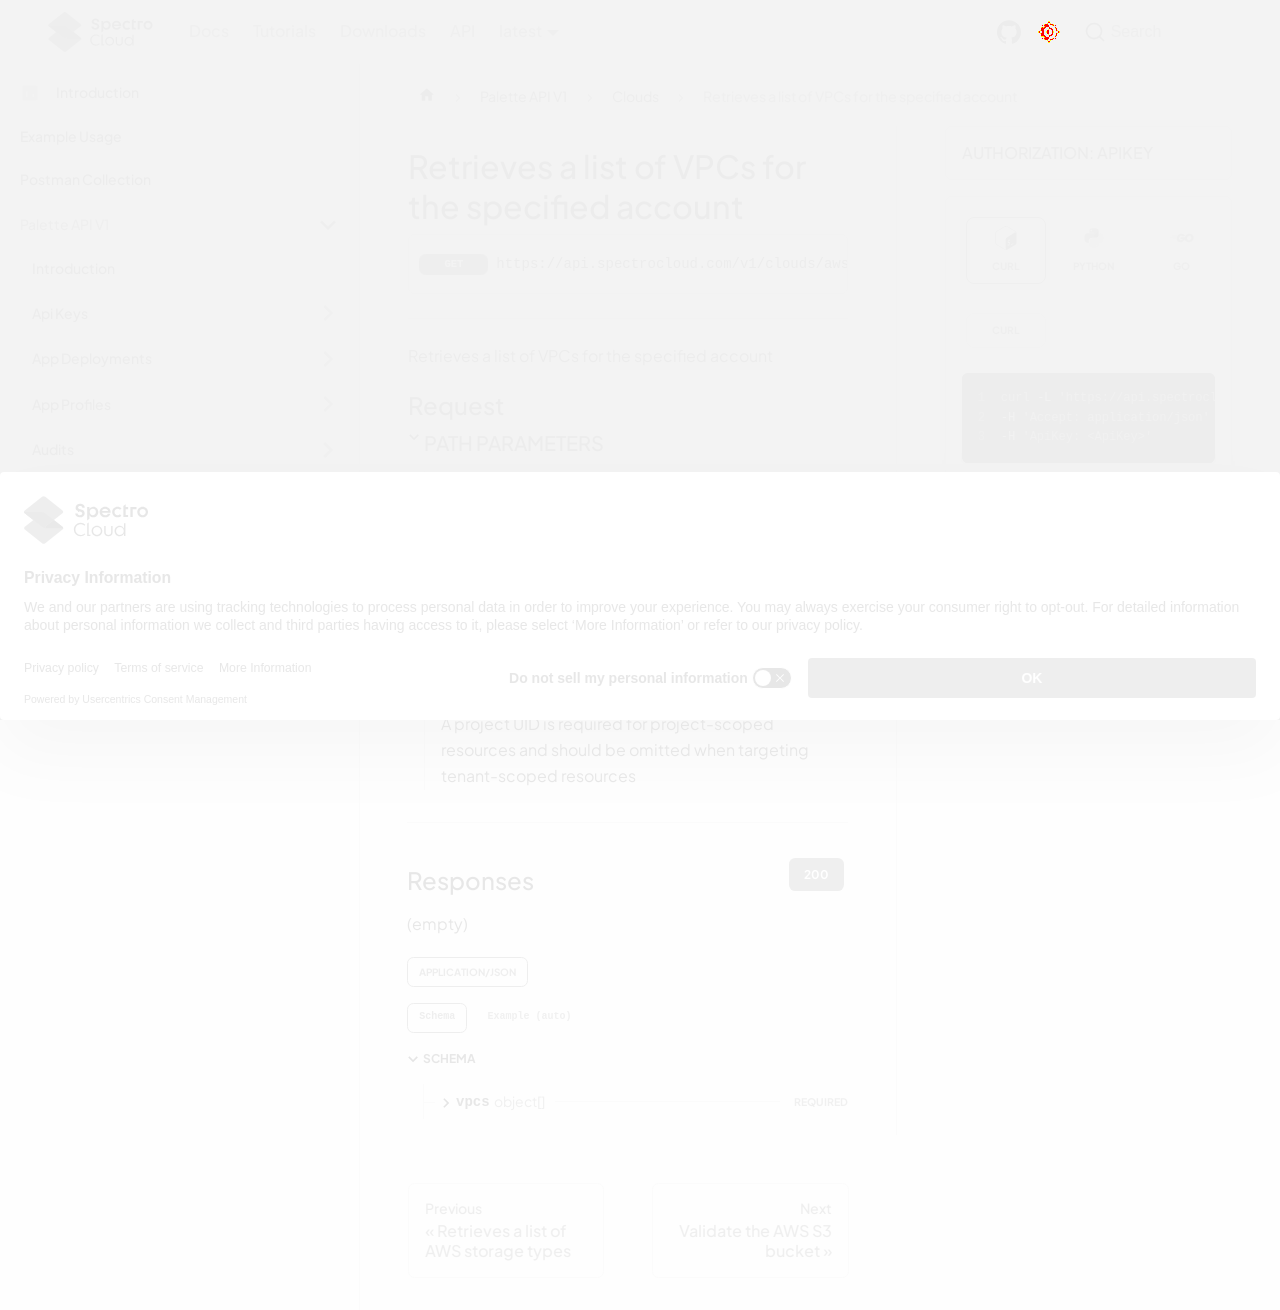 Spectro
Cloud
Docs Tutorials Downloads API latest
Search
Introduction
Palette API V1 Clouds Retrieves a list of VPCs for the specified account
Example Usage
Postman Collection
Palette API V1
Introduction
Api Keys
App Deployments
App Profiles
Audits
Retrieves a list of VPCs for
the specified account
GET https://api.spectrocloud.com/v1/clouds/aws
Retrieves a list of VPCs for the specified account
Request
PATH PARAMETERS
AUTHORIZATION: APIKEY
CURL PYTHON GO
CURL
Spectro
Cloud
Privacy Information
We and our partners are using tracking technologies to process personal data in order to improve your experience. You may always exercise your consumer right to opt-out. For detailed information
about personal information we collect and third parties having access to it, please select 'More Information' or refer to our privacy policy.
Privacy policy Terms of service More Information
Do not sell my personal information
OK
Powered by Usercentrics Consent Management
A project UID is required for project-scoped
resources and should be omitted when targeting
tenant-scoped resources
Responses
200
(empty)
APPLICATION/JSON
Schema Example (auto)
SCHEMA
vpcs object[] REQUIRED
Previous
« Retrieves a list of
AWS storage types
Next
Validate the AWS S3
bucket »